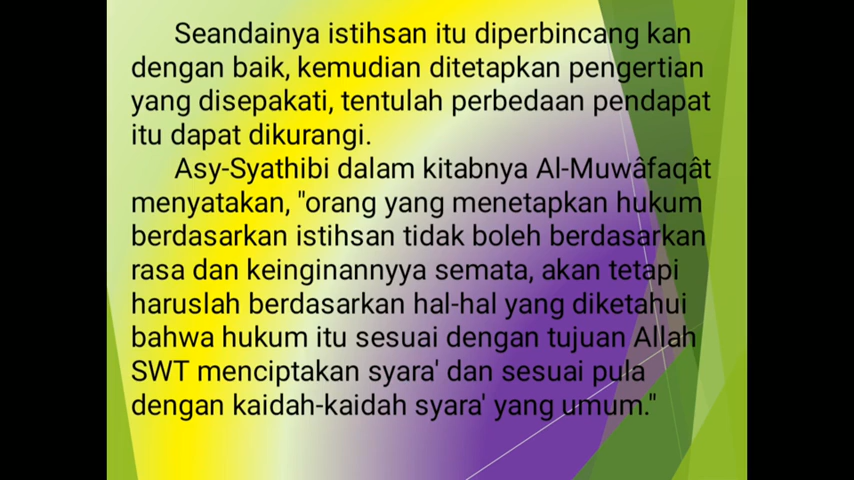 Seandainya istihsan itu diperbincang kan
dengan baik, kemudian ditetapkan pengertian
yang disepakati, tentulah perbedaan pendapat
itu dapat dikurangi.
Asy-Syathibi dalam kitabnya Al-Muwâfaqât
menyatakan, "orang yang menetapkan hukum
berdasarkan istihsan tidak boleh berdasarkan
rasa dan keinginannyya semata, akan tetapi
haruslah berdasarkan hal-hal yang diketahui
bahwa hukum itu sesuai dengan tujuan Allah
SWT menciptakan syara' dan sesuai pula
dengan kaidah-kaidah syara' yang umum."